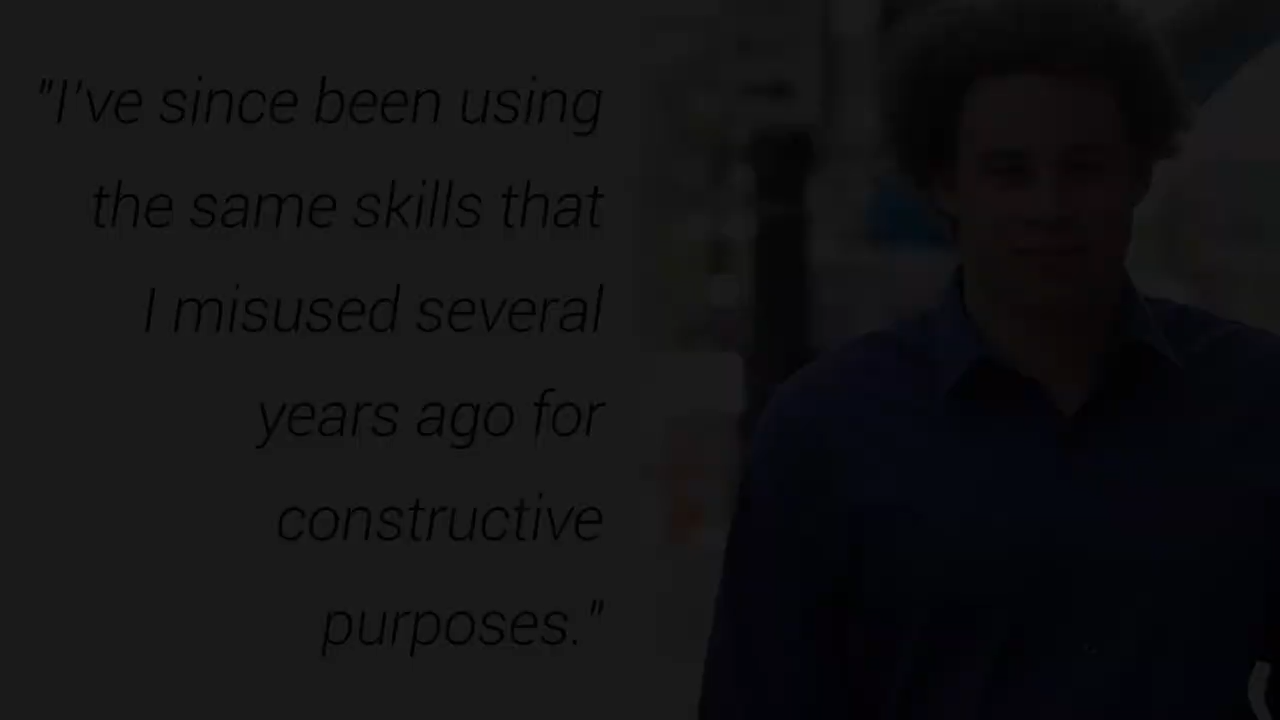 "I've since been using
the same skills that
I misused several
years ago for
constructive
purposes."